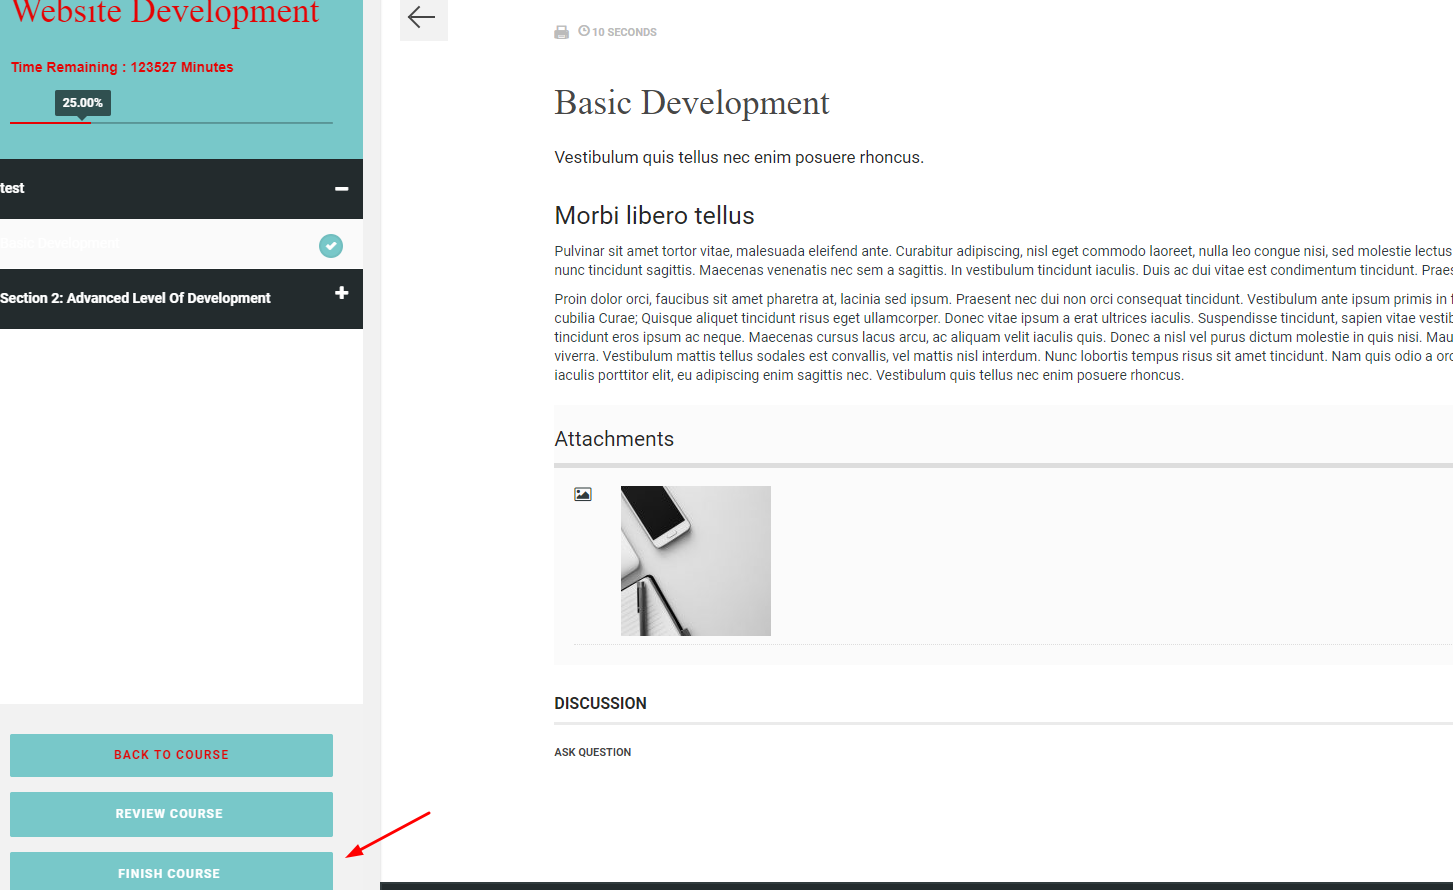 Website Development
Time Remaining : 123527 Minutes
25.00%
test
Basic Development
Section 2: Advanced Level Of Development
BACK TO COURSE
REVIEW COURSE
FINISH COURSE
10 SECONDS
Basic Development
Vestibulum quis tellus nec enim posuere rhoncus.
Morbi libero tellus
Pulvinar sit amet tortor vitae, malesuada eleifend ante. Curabitur adipiscing, nisl eget commodo laoreet, nulla leo congue nisi, sed molestie lectus
nunc tincidunt sagittis. Maecenas venenatis nec sem a sagittis. In vestibulum tincidunt iaculis. Duis ac dui vitae est condimentum tincidunt. Praes
Proin dolor orci, faucibus sit amet pharetra at, lacinia sed ipsum. Praesent nec dui non orci consequat tincidunt. Vestibulum ante ipsum primis in f
cubilia Curae; Quisque aliquet tincidunt risus eget ullamcorper. Donec vitae ipsum a erat ultrices iaculis. Suspendisse tincidunt, sapien vitae vestib
tincidunt eros ipsum ac neque. Maecenas cursus lacus arcu, ac aliquam velit iaculis quis. Donec a nisl vel purus dictum molestie in quis nisi. Mau
viverra. Vestibulum mattis tellus sodales est convallis, vel mattis nisl interdum. Nunc lobortis tempus risus sit amet tincidunt. Nam quis odio a orc
iaculis porttitor elit, eu adipiscing enim sagittis nec. Vestibulum quis tellus nec enim posuere rhoncus.
Attachments
DISCUSSION
ASK QUESTION